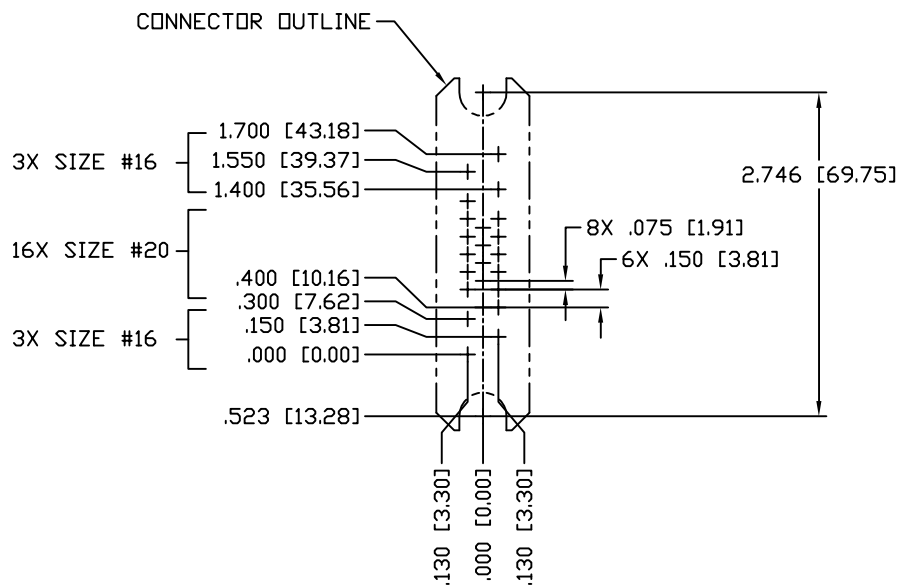 CONNECTOR OUTLINE
1.700 [43.18]
3X SIZE #16
1.550 [39.37]
1.400 [35.56]
2.746 [69.75]
8X .075 [1.91]
16X SIZE #20
6X .150 [3.81]
.400 [10.16]
.300 [7.62]
.150 [3.81]
3X SIZE #16
.000 [0.00]
.523 [13.28]
.130 [3.30]
.000 [0.00]
.130 [3.30]